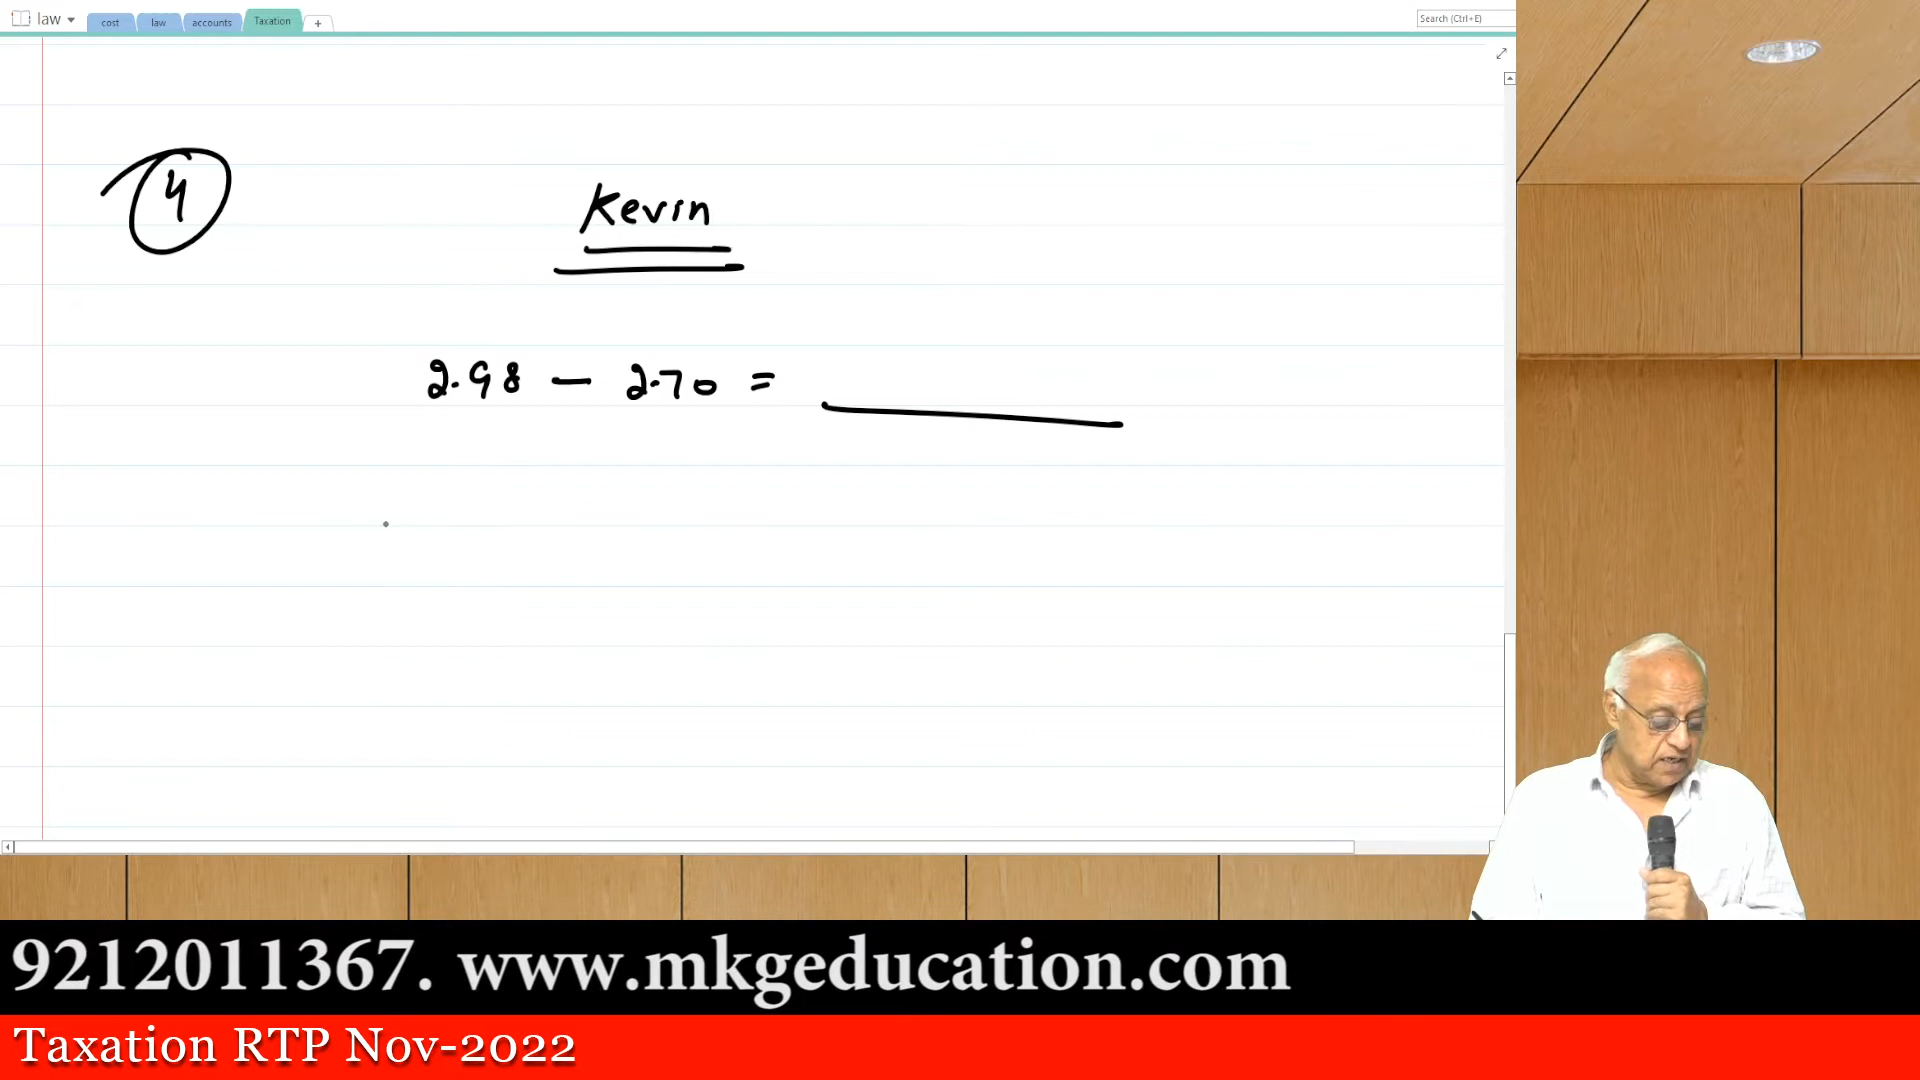 law
cost
law
accounts
Taxation
+
Search (Ctrl+E)
4
Kevin
2.98 — 2.70 =
9212011367. www.mkgeducation.com
Taxation RTP Nov-2022